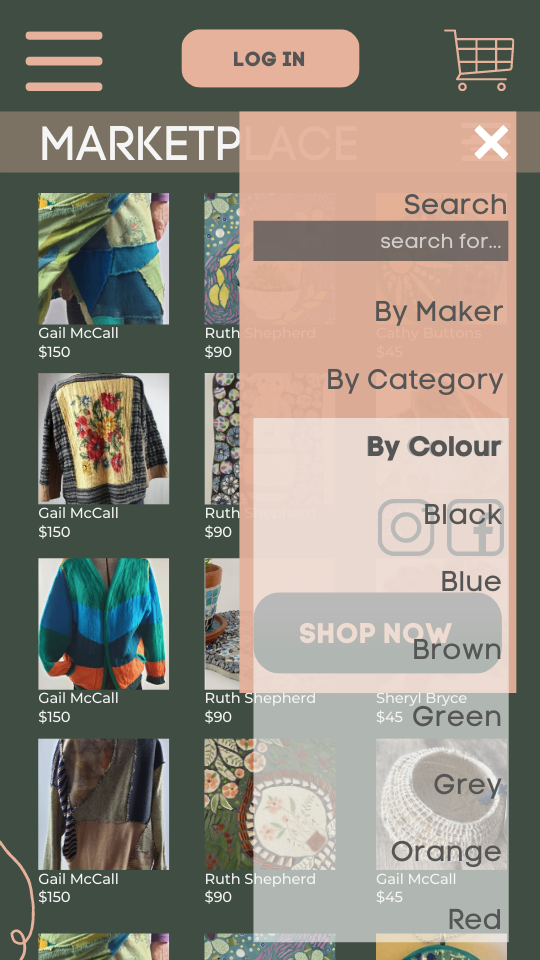 LOG IN
MARKETPLACE
Search
search for...
By Maker
By Category
By Colour
Black
Blue
SHOP NOW
Brown
Green
Grey
Orange
Red
Gail McCall
$150
Ruth Shepherd
$90
Cathy Buttons
$45
Gail McCall
$150
Ruth
$90
Gail McCall
$150
Ruth Shepherd
$90
Sheryl Bryce
$45
Gail McCall
$150
Ruth Shepherd
$90
Gail McCall
$45